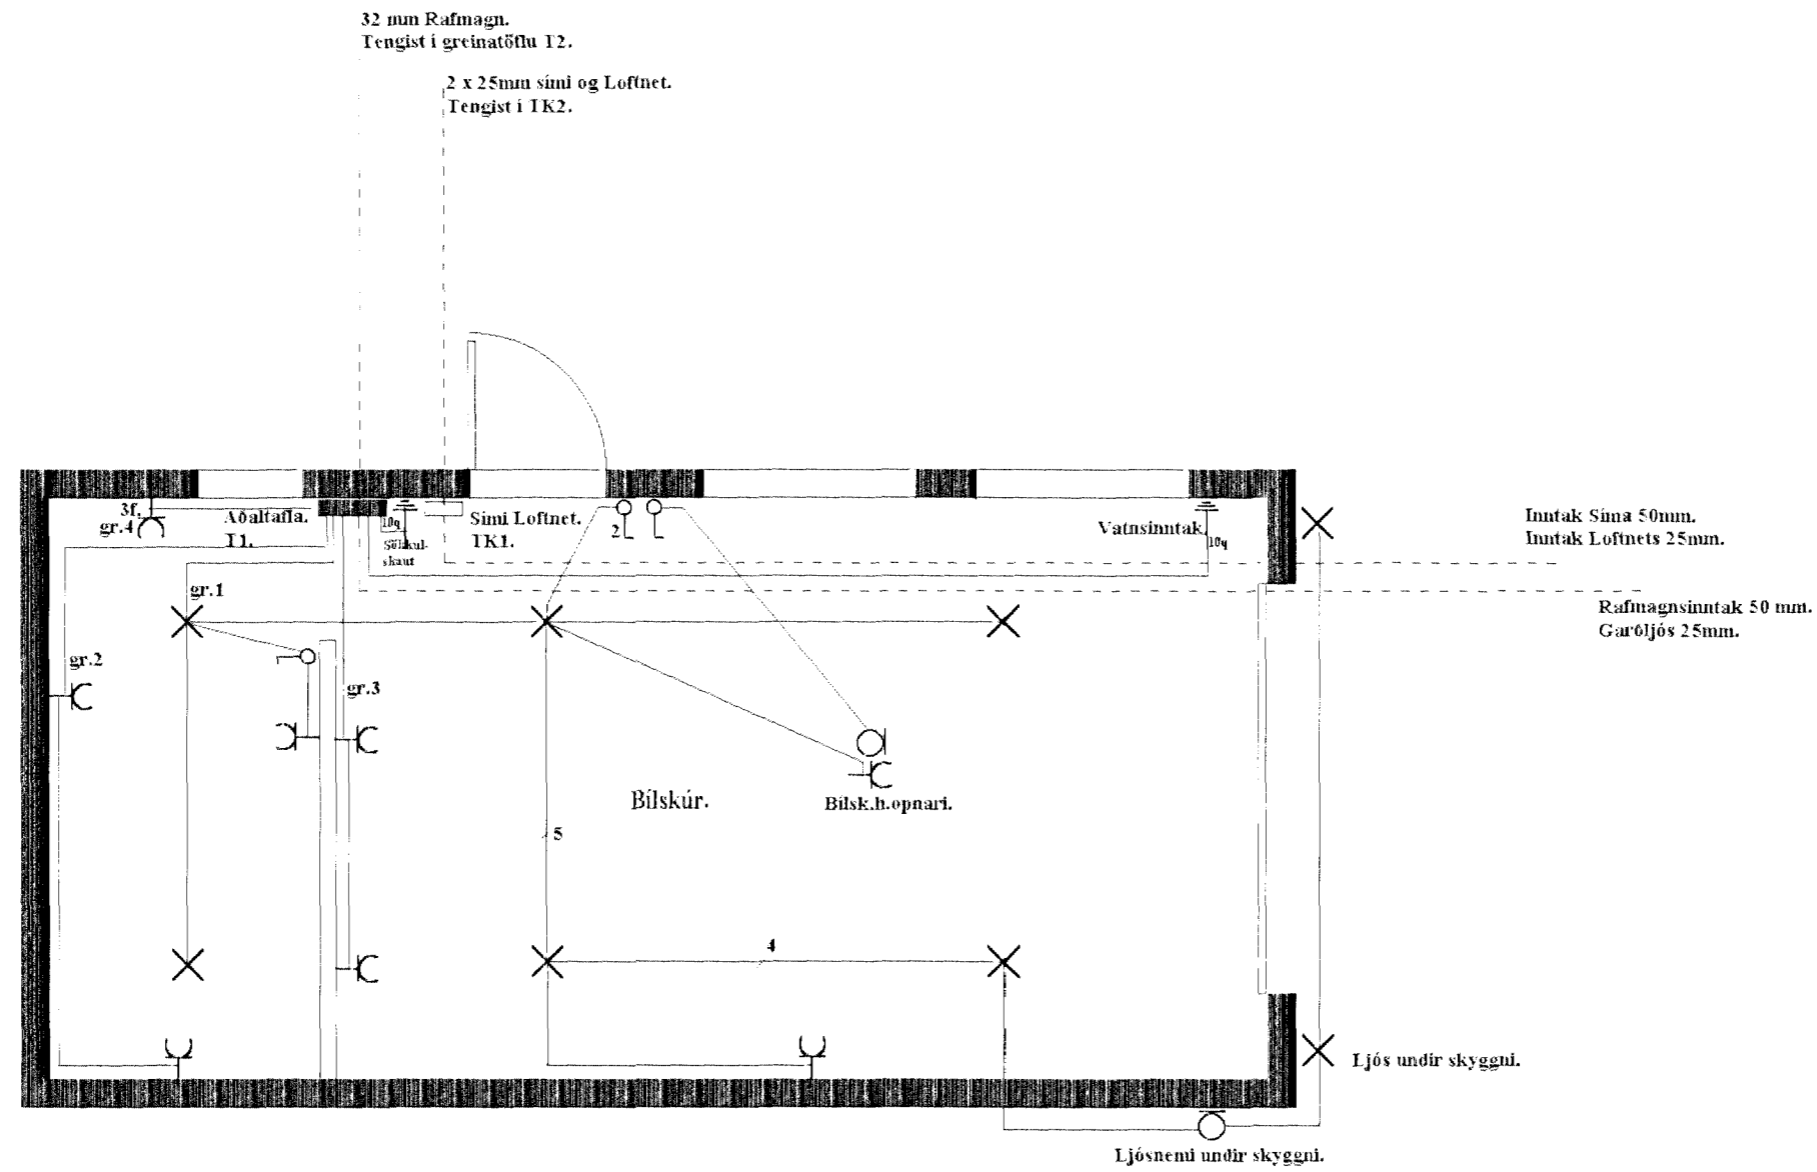 32 mm Rafmagn.
Tengist í greinatöflu T2.
2 x 25mm sími og Loftnet.
Tengist í TK2.
3f,
gr.4
Aðaltafla.
T1.
10q
Sökkul-
skaut
Sími Loftnet.
TK1.
2
Vatnsinntak.
10q
Inntak Síma 50mm.
Inntak Loftnets 25mm.
gr.1
Rafmagnsinntak 50 mm.
Garðljós 25mm.
gr.2
gr.3
Bílskúr.
Bílsk.h.opnari.
5
4
Ljós undir skyggni.
Ljósnemi undir skyggni.